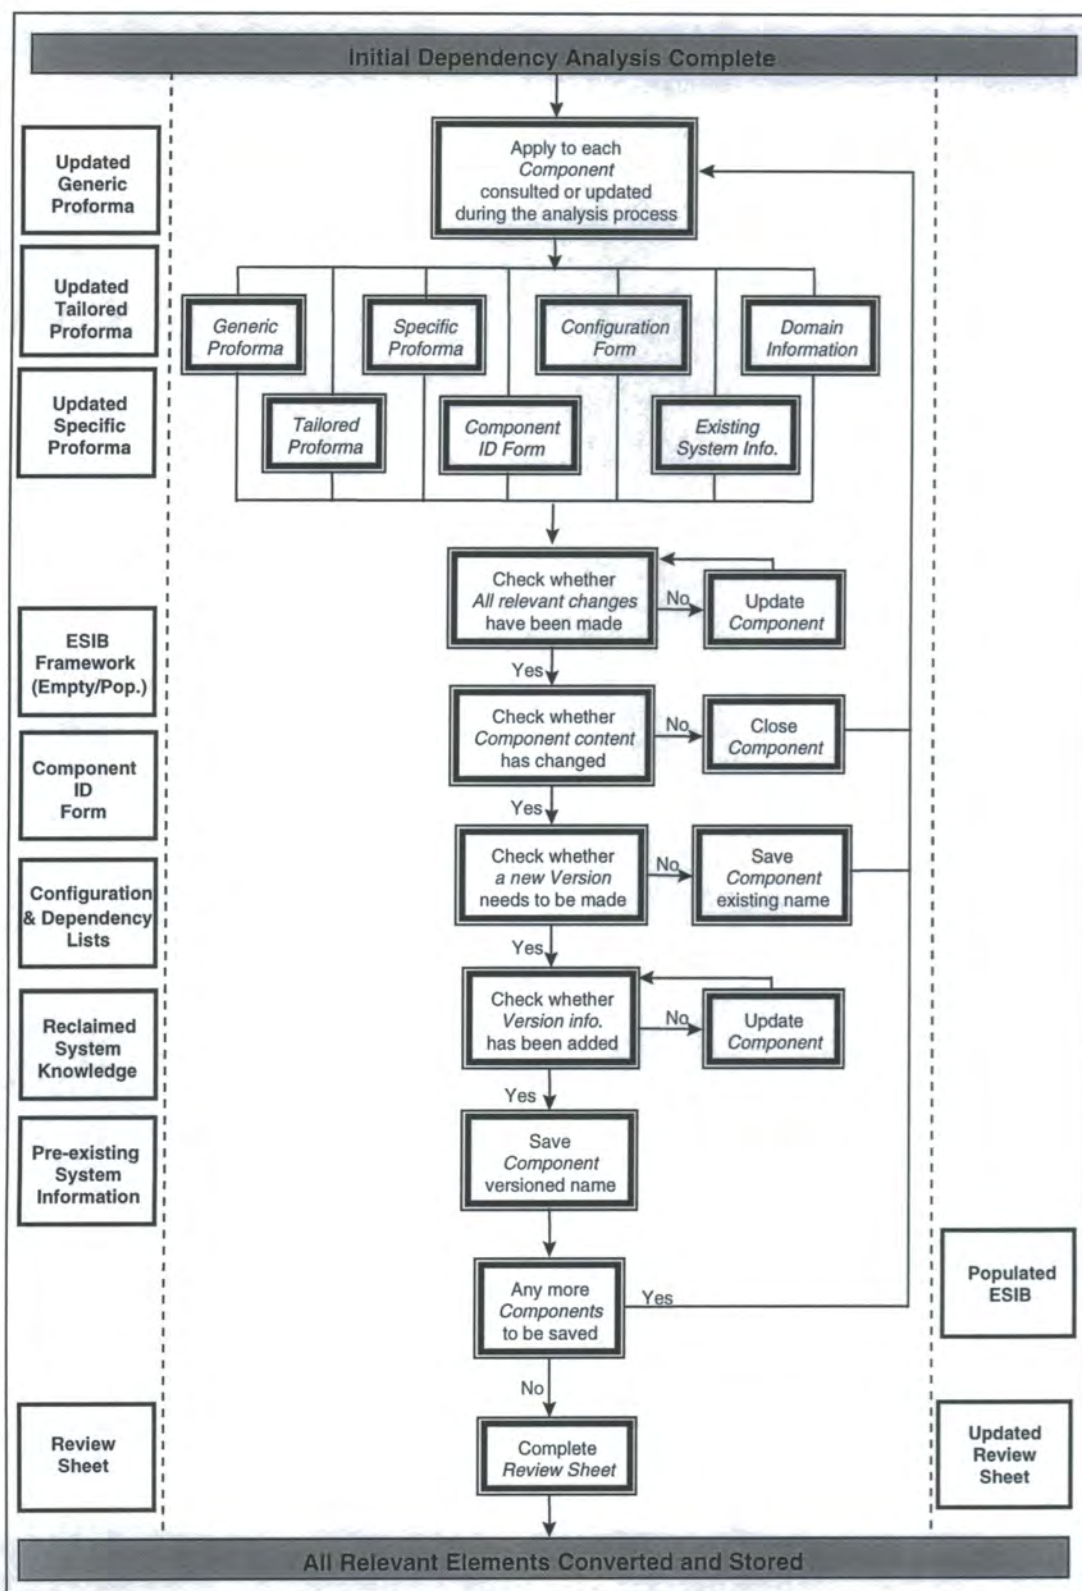 Initial Dependency Analysis Complete
Updated
Generic
Proforma
Apply to each
Component
consulted or updated
during the analysis process
Updated
Tailored
Proforma
Generic
Proforma
Specific
Proforma
Configuration
Form
Domain
Information
Updated
Specific
Proforma
Tailored
Proforma
Component
ID Form
Existing
System Info.
Check whether
All relevant changes
have been made
No
Update
Component
ESIB
Framework
(Empty/Pop.)
Yes
Check whether
Component content
has changed
No
Close
Component
Component
ID
Form
Yes
Check whether
a new Version
needs to be made
No
Save
Component
existing name
Configuration
& Dependency
Lists
Yes
Check whether
Version info.
has been added
No
Update
Component
Reclaimed
System
Knowledge
Yes
Save
Component
versioned name
Pre-existing
System
Information
Any more
Components
to be saved
Yes
Populated
ESIB
No
Review
Sheet
Complete
Review Sheet
Updated
Review
Sheet
All Relevant Elements Converted and Stored